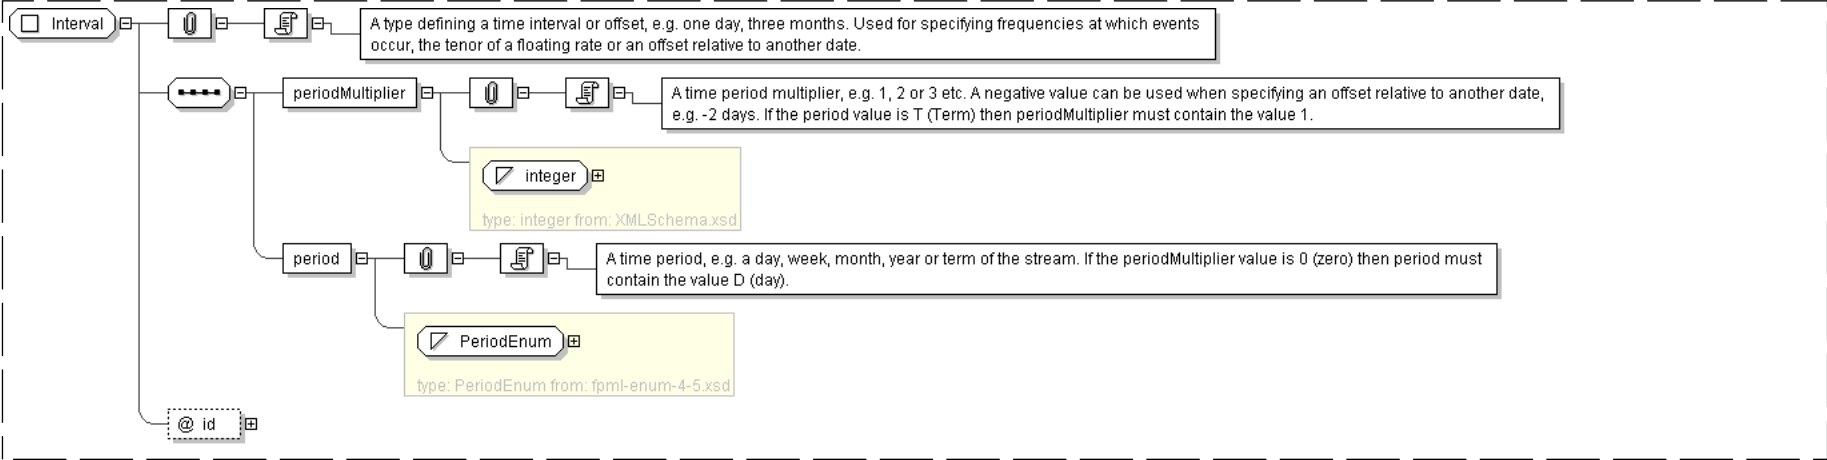 Interval
A type defining a time interval or offset, e.g. one day, three months. Used for specifying frequencies at which events
occur, the tenor of a floating rate or an offset relative to another date.
periodMultiplier
A time period multiplier, e.g. 1, 2 or 3 etc. A negative value can be used when specifying an offset relative to another date,
e.g. -2 days. If the period value is T (Term) then periodMultiplier must contain the value 1.
integer
type: integer from: XMLSchema.xsd
period
A time period, e.g. a day, week, month, year or term of the stream. If the periodMultiplier value is 0 (zero) then period must
contain the value D (day).
PeriodEnum
type: PeriodEnum from: fpml-enum-4-5.xsd
@ id